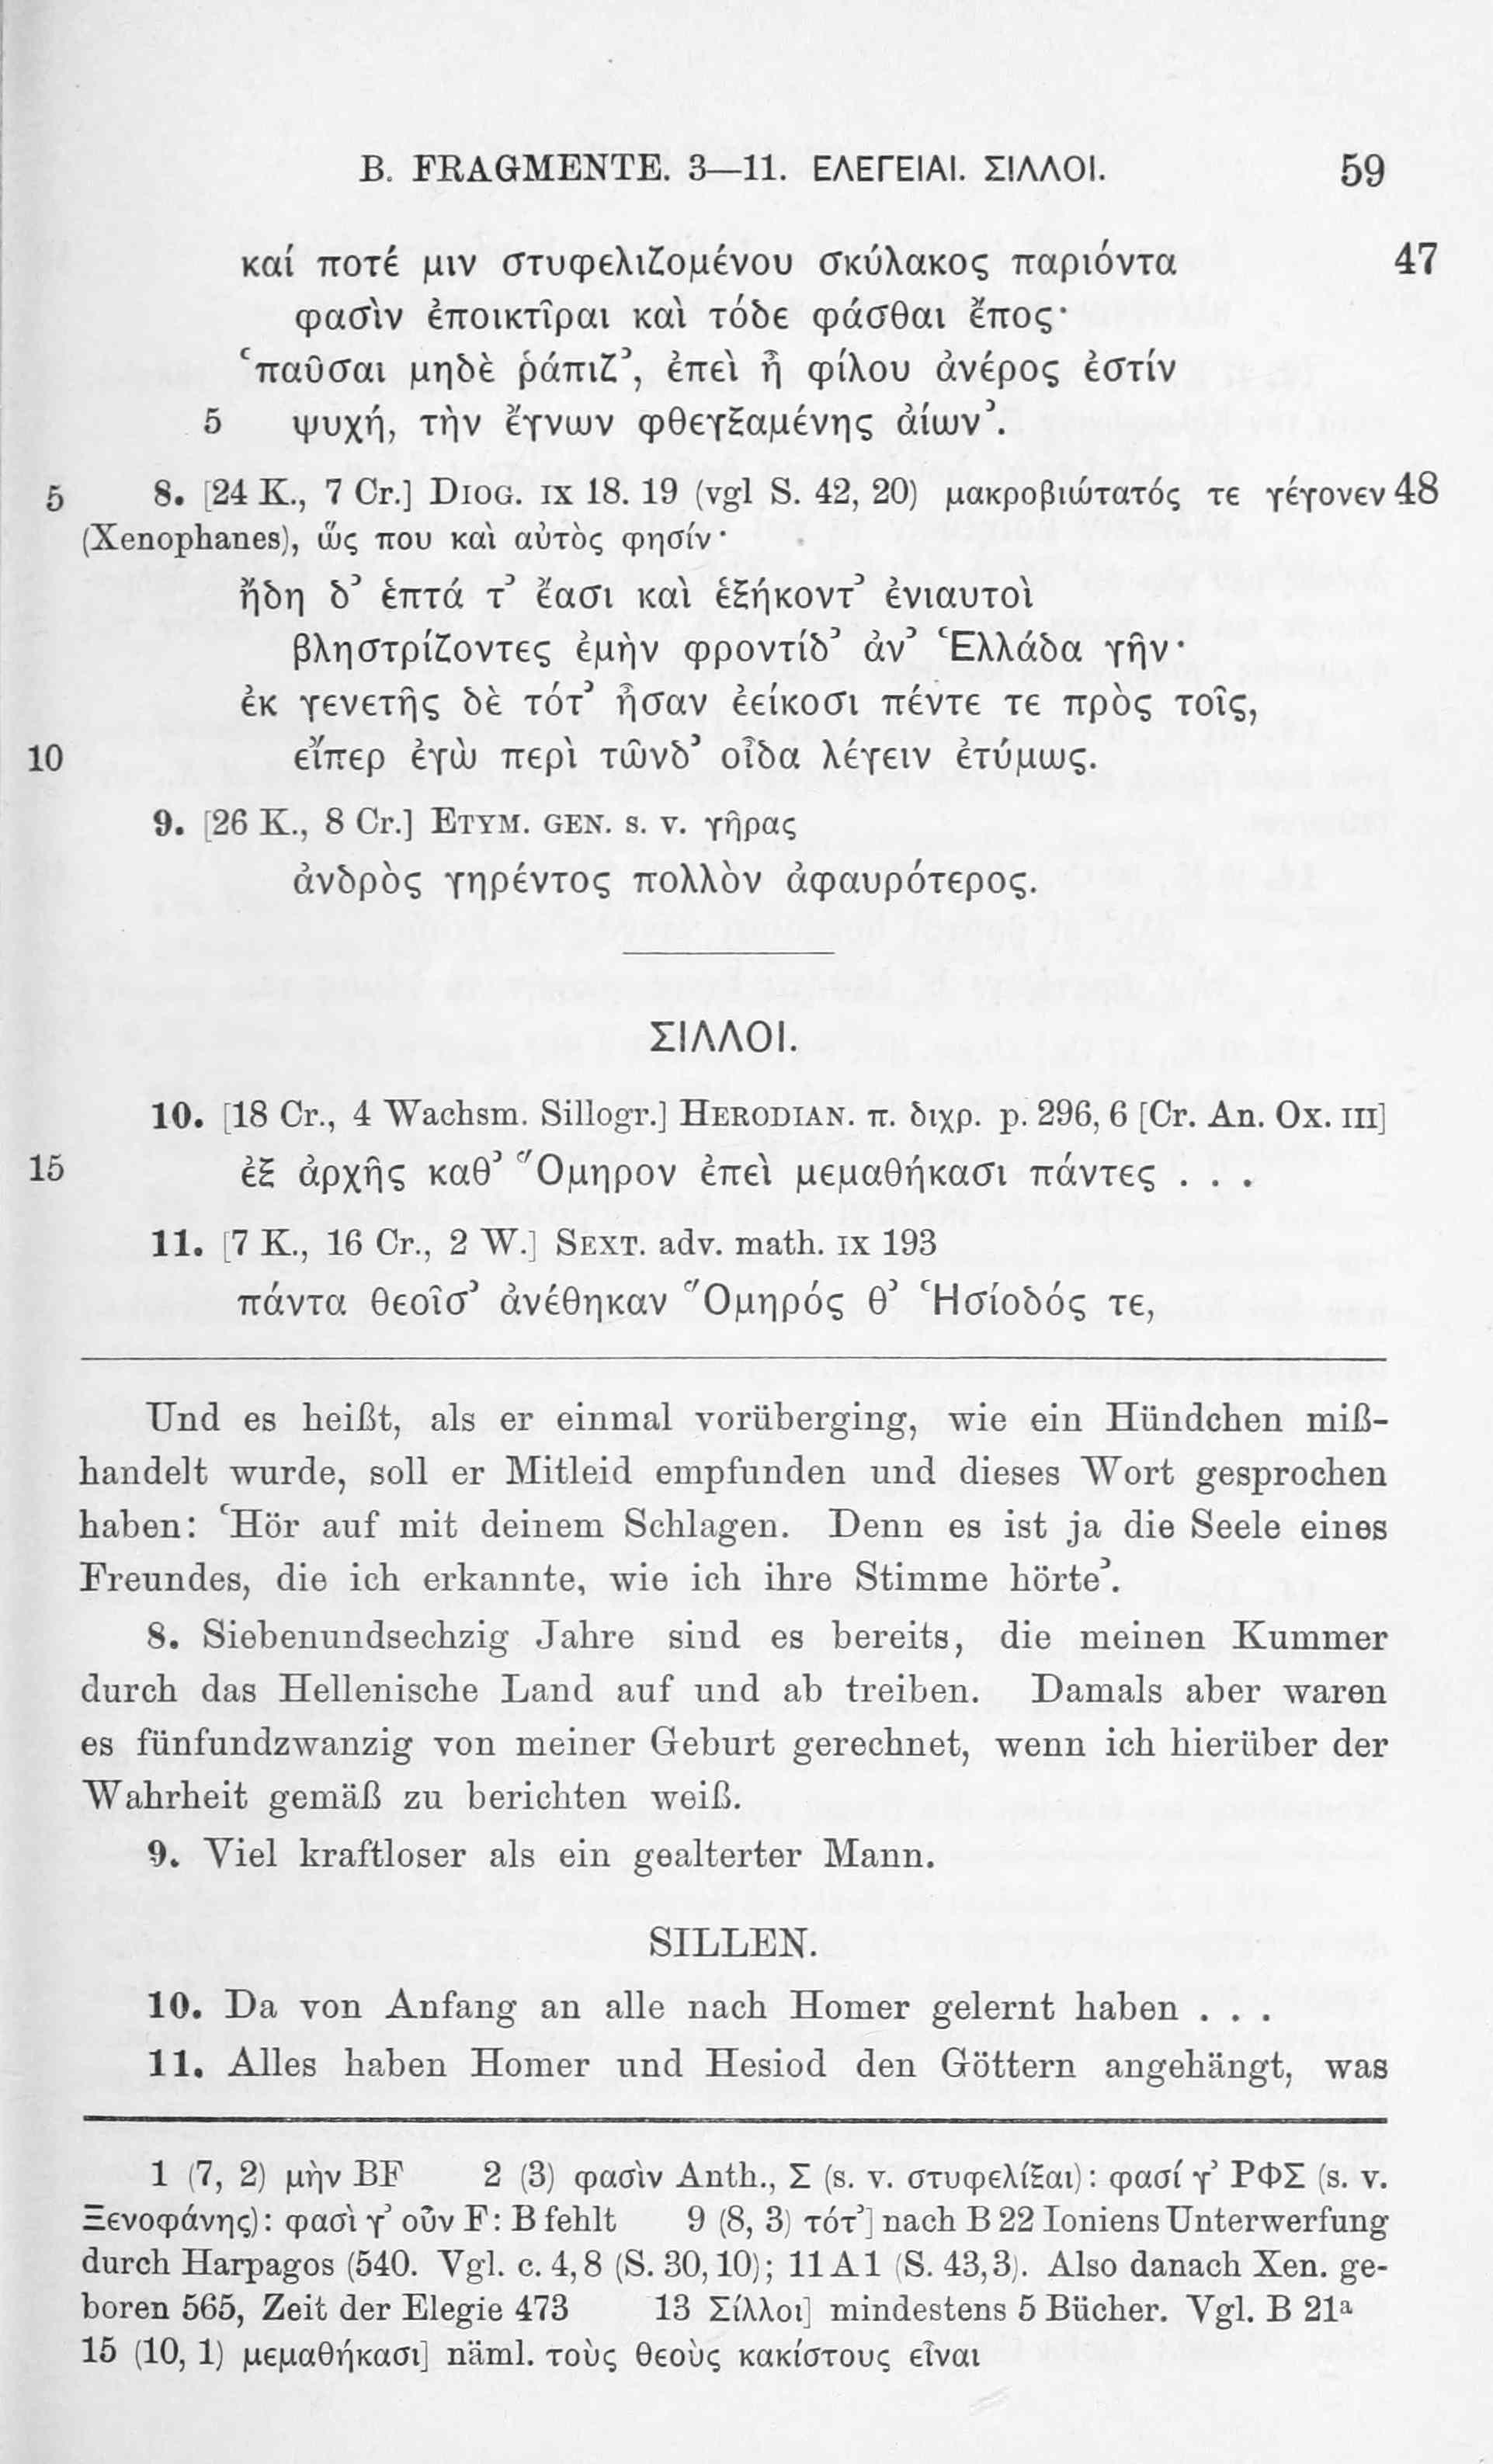 B. FRAGMENTE. 3—11. ΕΛΕΓΕΙΑΙ. ΣΙΛΛΟΙ. 59
καί ποτέ μιν στυφελιζομένου σκύλακος παριόντα 47
φασὶν ἐποικτῖραι καὶ τόδε φάσθαι ἔπος·
‘παῦσαι μηδὲ ῥάπιζ’, ἐπεὶ ἦ φίλου ἀνέρος ἐστίν
5 ψυχή, τὴν ἔγνων φθεγξαμένης ἀίων’.
5 8. [24 K., 7 Cr.] DIOG. IX 18. 19 (vgl S. 42, 20) μακροβιώτατός τε γέγονεν 48
(Xenophanes), ὥς που καὶ αὐτὸς φησίν·
ἤδη δ’ ἑπτά τ’ ἔασι καὶ ἑξήκοντ’ ἐνιαυτοὶ
βληστρίζοντες ἐμὴν φροντίδ’ ἀν’ Ἑλλάδα γῆν·
ἐκ γενετῆς δὲ τότ’ ἦσαν ἐείκοσι πέντε τε πρὸς τοῖς,
10 εἴπερ ἐγὼ περὶ τῶνδ’ οἶδα λέγειν ἐτύμως.
9. [26 K., 8 Cr.] ETYM. GEN. s. v. γῆρας
ἀνδρὸς γηρέντος πολλὸν ἀφαυρότερος.
ΣΙΛΛΟΙ.
10. [18 Cr., 4 Wachsm. Sillogr.] HERODIAN. π. διχρ. p. 296, 6 [Cr. An. Ox. III]
15 ἐξ ἀρχῆς καθ’ Ὅμηρον ἐπεὶ μεμαθήκασι πάντες . . .
11. [7 K., 16 Cr., 2 W.] SEXT. adv. math. IX 193
πάντα θεοῖσ’ ἀνέθηκαν Ὅμηρός θ’ Ἡσίοδός τε,
Und es heißt, als er einmal vorüberging, wie ein Hündchen miß-
handelt wurde, soll er Mitleid empfunden und dieses Wort gesprochen
haben: ‘Hör auf mit deinem Schlagen. Denn es ist ja die Seele eines
Freundes, die ich erkannte, wie ich ihre Stimme hörte’.
8. Siebenundsechzig Jahre sind es bereits, die meinen Kummer
durch das Hellenische Land auf und ab treiben. Damals aber waren
es fünfundzwanzig von meiner Geburt gerechnet, wenn ich hierüber der
Wahrheit gemäß zu berichten weiß.
9. Viel kraftloser als ein gealterter Mann.
SILLEN.
10. Da von Anfang an alle nach Homer gelernt haben . . .
11. Alles haben Homer und Hesiod den Göttern angehängt, was
1 (7, 2) μὴν BF 2 (3) φασὶν Anth., Σ (s. v. στυφελίξαι): φασί γ’ ΡΦΣ (s. v.
Ξενοφάνης): φασὶ γ’ οὖν F: B fehlt 9 (8, 3) τότ’] nach B 22 Ioniens Unterwerfung
durch Harpagos (540. Vgl. c. 4, 8 (S. 30, 10); 11 A 1 (S. 43, 3). Also danach Xen. ge-
boren 565, Zeit der Elegie 473 13 Σίλλοι] mindestens 5 Bücher. Vgl. B 21ᵃ
15 (10, 1) μεμαθήκασι] näml. τοὺς θεοὺς κακίστους εἶναι